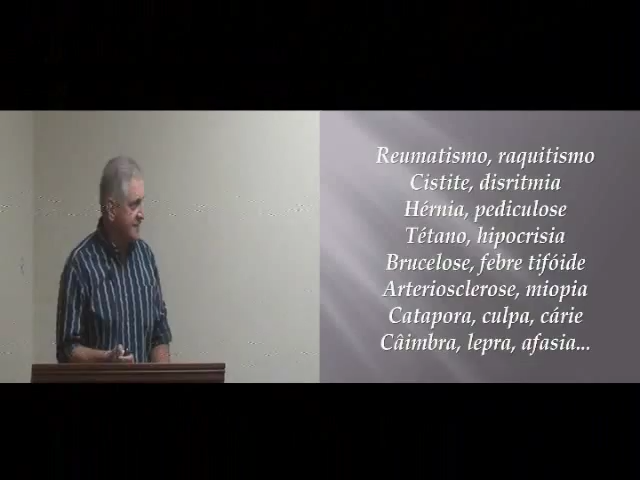 Reumatismo, raquitismo
Cistite, disritmia
Hérnia, pediculose
Tétano, hipocrisia
Brucelose, febre tifóide
Arteriosclerose, miopia
Catapora, culpa, cárie
Câimbra, lepra, afasia...